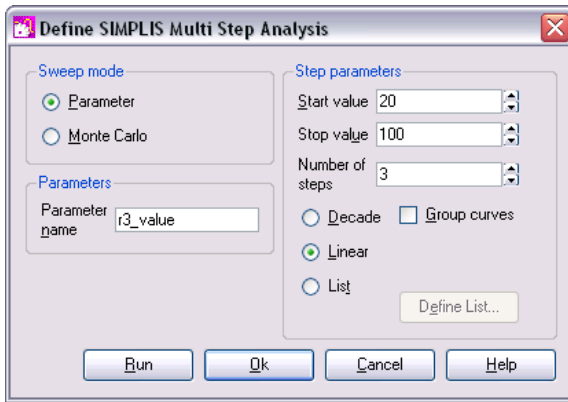 Define SIMPLIS Multi Step Analysis
Sweep mode
Parameter
Monte Carlo
Parameters
Parameter
name
r3_value
Step parameters
Start value 20
Stop value 100
Number of
steps
3
Decade
Group curves
Linear
List
Define List...
Run
Ok
Cancel
Help